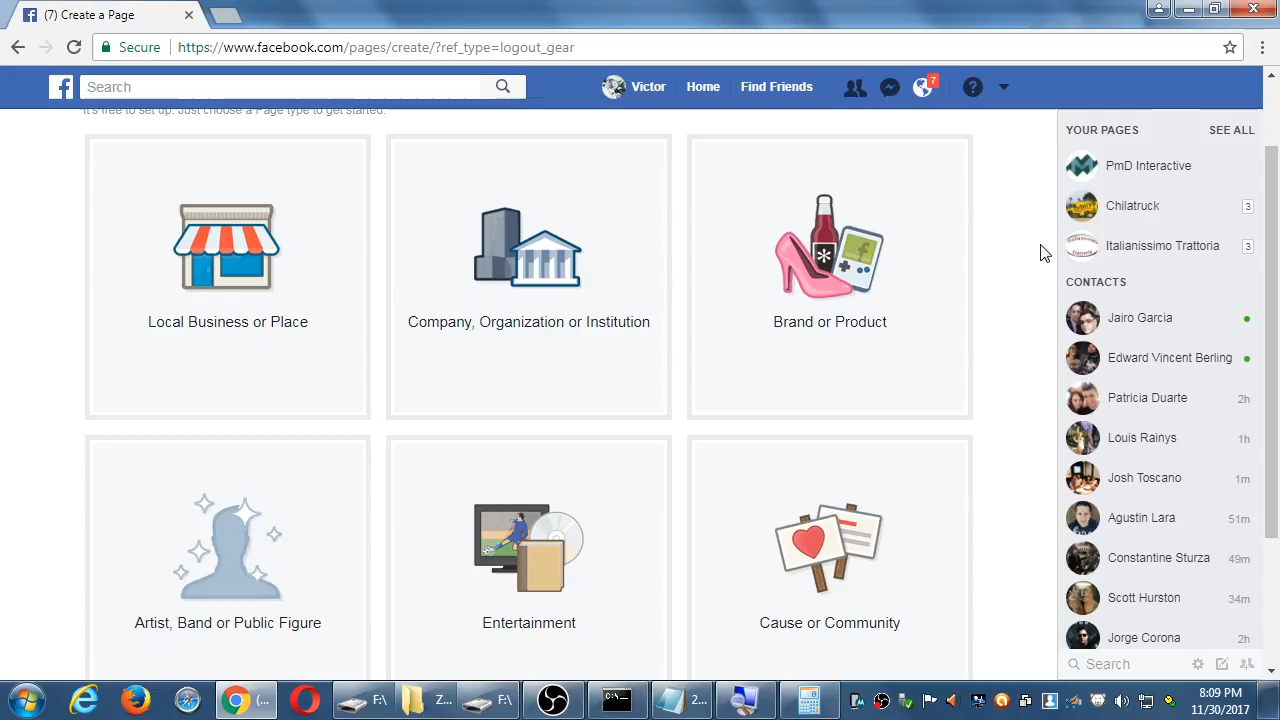 (7) Create a Page
Secure
https://www.facebook.com/pages/create/?ref_type=logout_gear
Search
Victor
Home
Find Friends
7
It's free to set up. Just choose a Page type to get started.
Local Business or Place
Company, Organization or Institution
Brand or Product
Artist, Band or Public Figure
Entertainment
Cause or Community
YOUR PAGES
SEE ALL
PmD Interactive
Chilatruck
3
Italianissimo Trattoria
3
CONTACTS
Jairo Garcia
Edward Vincent Berling
Patricia Duarte
2h
Louis Rainys
1h
Josh Toscano
1m
Agustin Lara
51m
Constantine Sturza
49m
Scott Hurston
34m
Jorge Corona
2h
Search
(...
F:\
Z...
F:\
C:\
2...
8:09 PM
11/30/2017